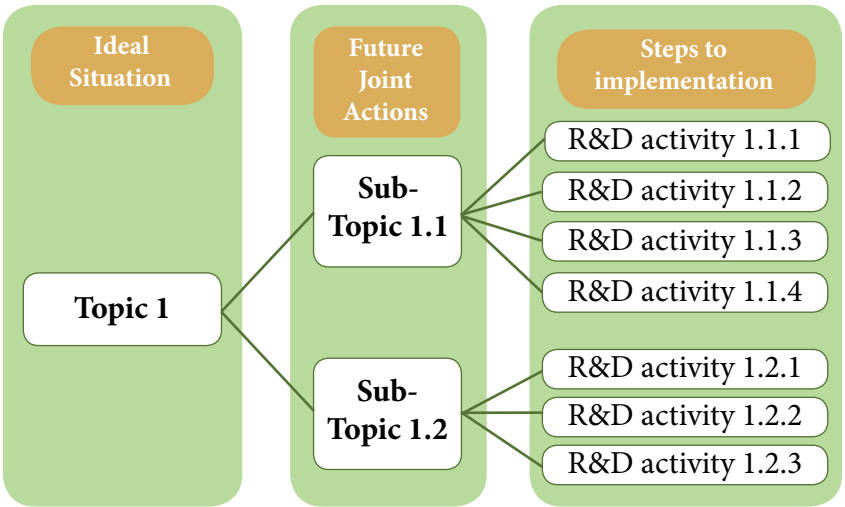 Ideal
Situation
Topic 1
Future
Joint
Actions
Sub-
Topic 1.1
Sub-
Topic 1.2
Steps to
implementation
R&D activity 1.1.1
R&D activity 1.1.2
R&D activity 1.1.3
R&D activity 1.1.4
R&D activity 1.2.1
R&D activity 1.2.2
R&D activity 1.2.3